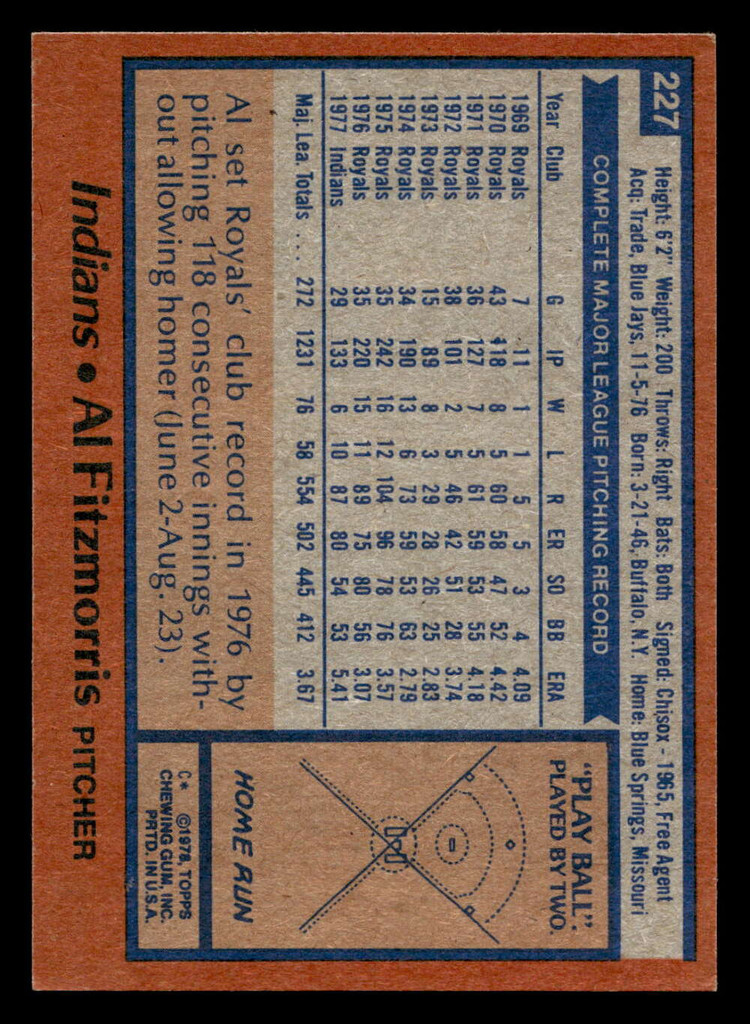 227
Height: 6'2" Weight: 200 Throws: Right Bats: Both Signed: Chisox - 1965, Free Agent
Acq: Trade, Blue Jays, 11-5-76 Born: 3-21-46, Buffalo, N.Y. Home: Blue Springs, Missouri
COMPLETE MAJOR LEAGUE PITCHING RECORD
Year Club G IP W L R ER SO BB ERA
1969 Royals 7 11 1 1 5 5 3 4 4.09
1970 Royals 43 118 8 5 60 58 47 52 4.42
1971 Royals 36 127 7 5 61 59 53 55 4.18
1972 Royals 38 101 2 5 46 42 51 28 3.74
1973 Royals 15 89 8 3 29 28 26 25 2.83
1974 Royals 34 190 13 6 73 59 53 63 2.79
1975 Royals 35 242 16 12 104 96 78 76 3.57
1976 Royals 35 220 15 11 89 75 80 56 3.07
1977 Indians 29 133 6 10 87 80 54 53 5.41
Maj. Lea. Totals .... 272 1231 76 58 554 502 445 412 3.67
Al set Royals' club record in 1976 by
pitching 118 consecutive innings with-
out allowing homer (June 2-Aug. 23).
"PLAY BALL".
PLAYED BY TWO.
HOME RUN
C* ©1978, TOPPS
CHEWING GUM, INC.
PRTD. IN U.S.A.
Indians • Al Fitzmorris PITCHER